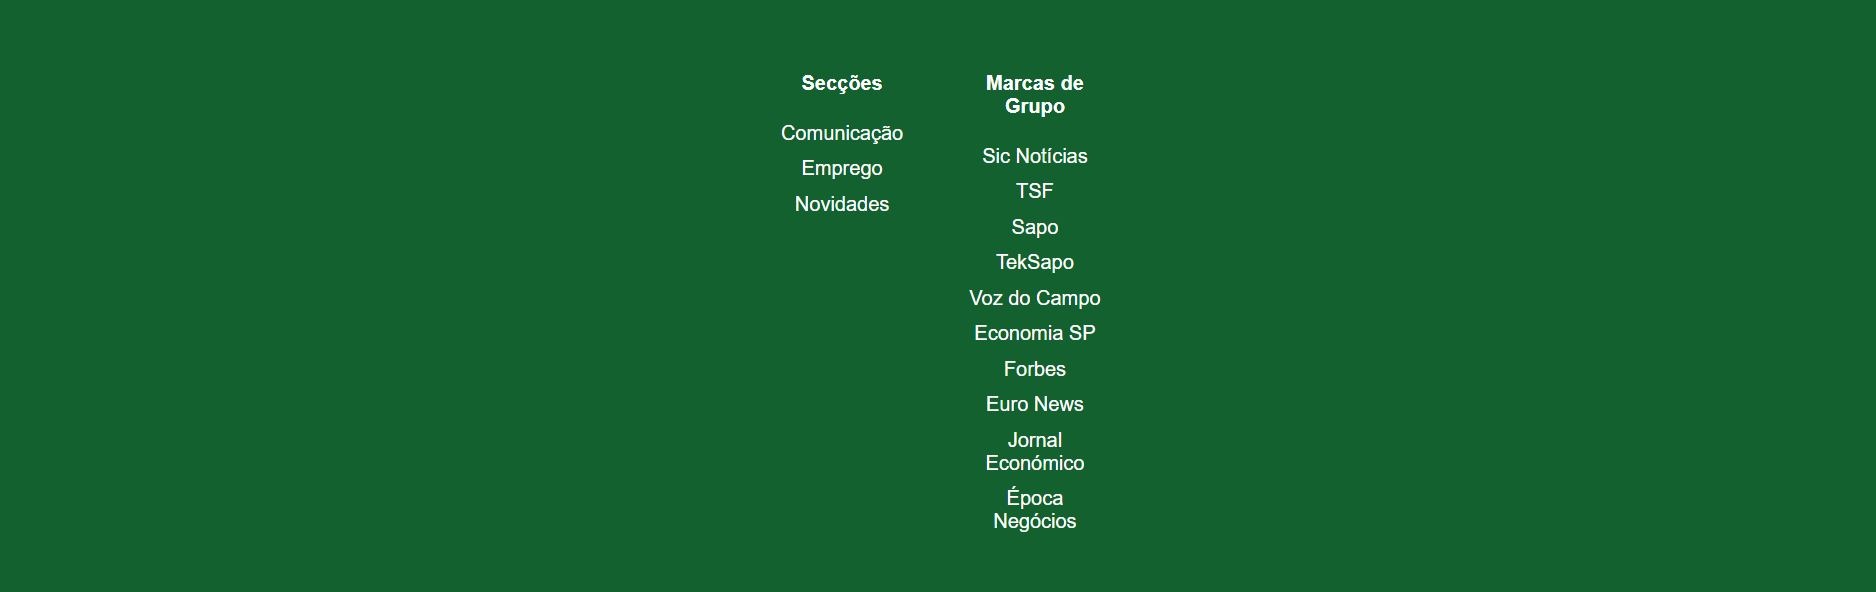 Secções
Comunicação
Emprego
Novidades
Marcas de
Grupo
Sic Notícias
TSF
Sapo
TekSapo
Voz do Campo
Economia SP
Forbes
Euro News
Jornal
Económico
Época
Negócios